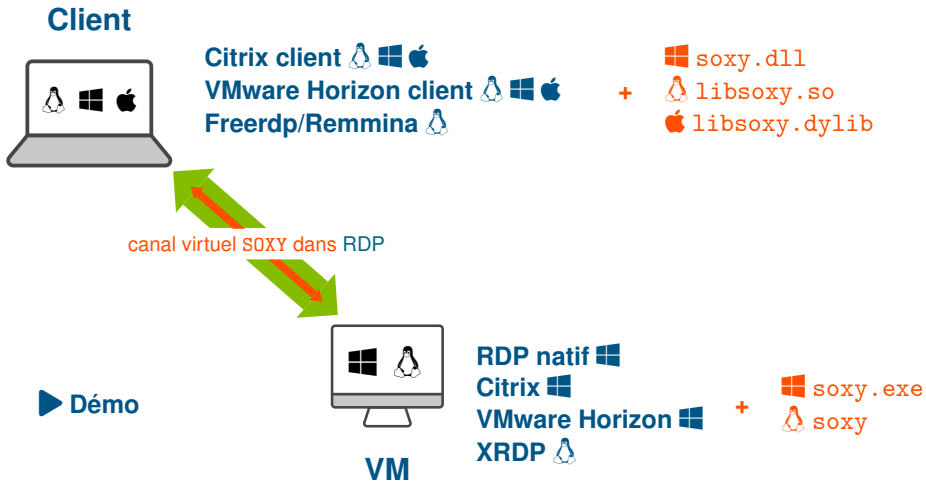 Client
Citrix client
VMware Horizon client
Freerdp/Remmina
+
soxy.dll
libsoxy.so
libsoxy.dylib
canal virtuel SOXY dans RDP
Démo
VM
RDP natif
Citrix
VMware Horizon
XRDP
+
soxy.exe
soxy